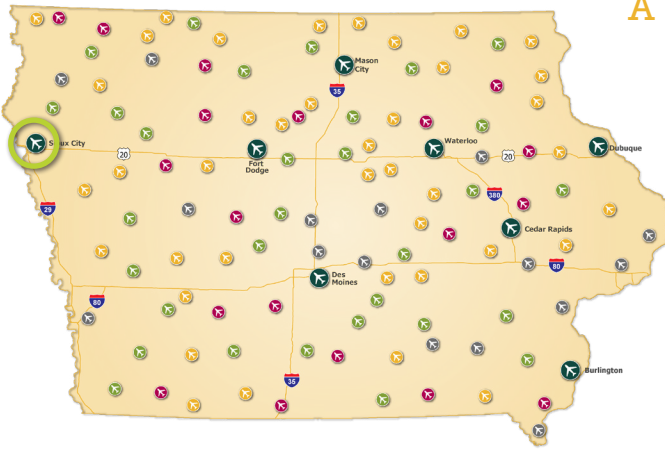 A
Mason
City
35
Sioux City
20
Fort
Dodge
Waterloo
20
Dubuque
29
380
Cedar Rapids
80
Des
Moines
80
35
Burlington